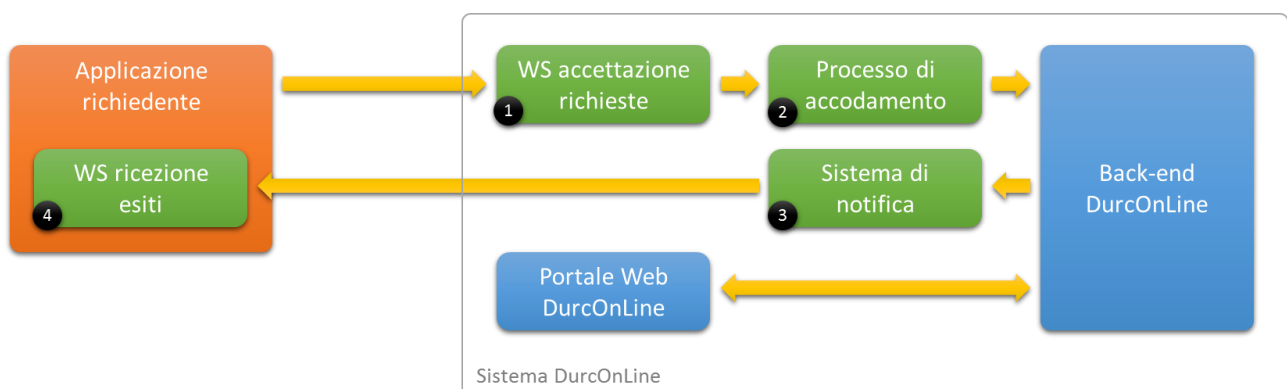 Applicazione
richiedente
WS accettazione
richieste
1
Processo di
accodamento
2
Back-end
DurcOnLine
WS ricezione
esiti
4
Sistema di
notifica
3
Portale Web
DurcOnLine
Sistema DurcOnLine